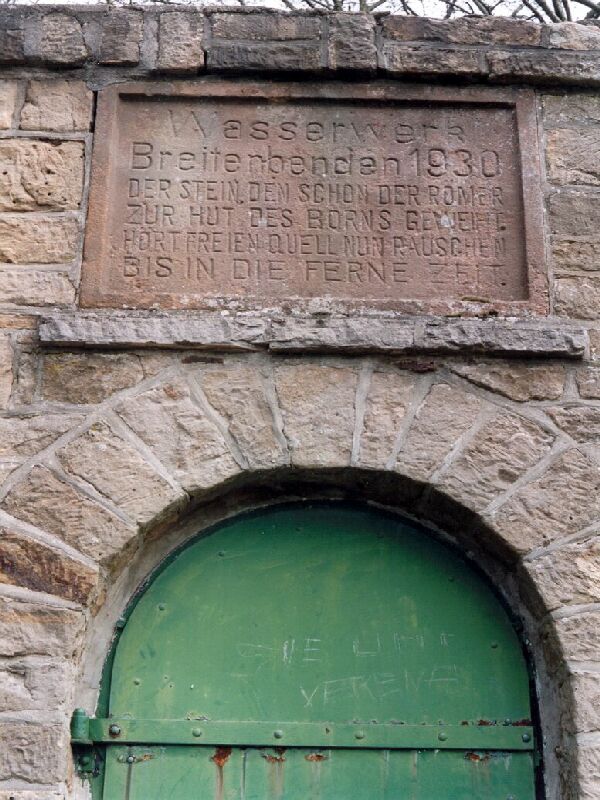 Wasserwerk
Breitenbenden 1930
DER STEIN, DEN SCHON DER RÖMER
ZUR HUT DES BORNS GEWEIHT,
HÖRT FREIEN QUELL NUN RAUSCHEN
BIS IN DIE FERNE ZEIT